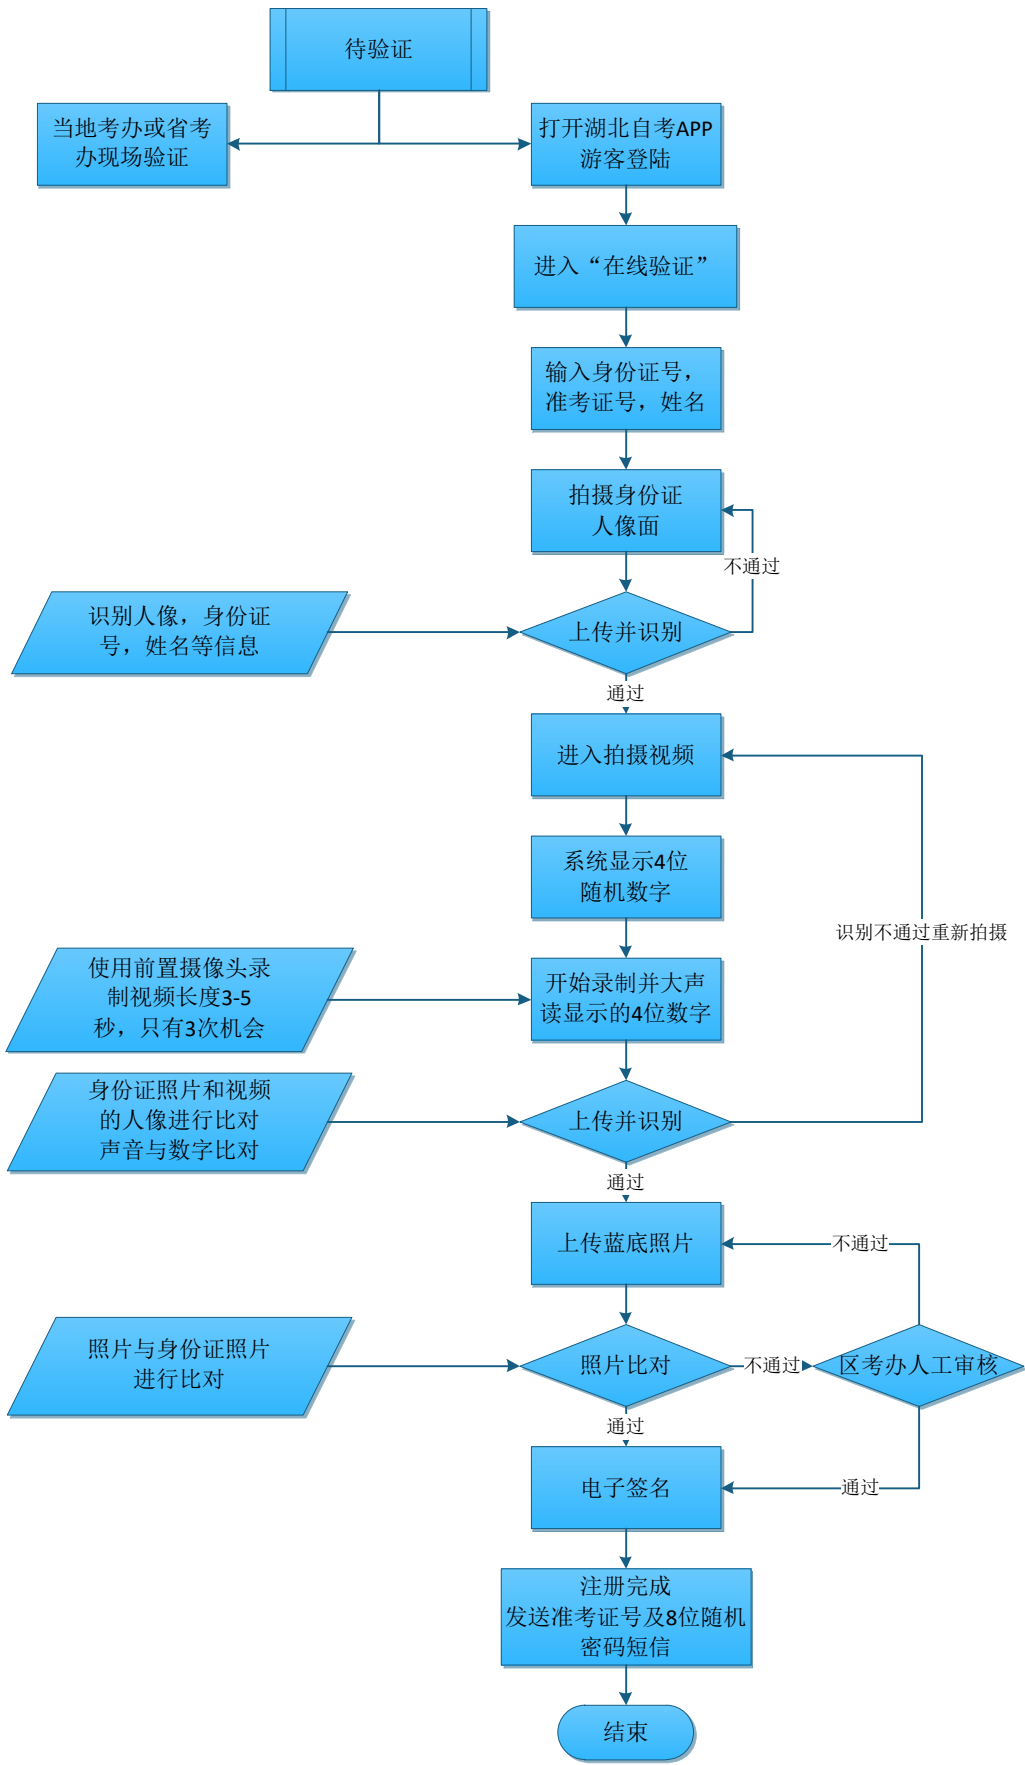 待验证
当地考办或省考
办现场验证
打开湖北自考APP
游客登陆
进入“在线验证”
输入身份证号，
准考证号，姓名
拍摄身份证
人像面
不通过
识别人像，身份证
号，姓名等信息
上传并识别
通过
进入拍摄视频
系统显示4位
随机数字
识别不通过重新拍摄
使用前置摄像头录
制视频长度3-5
秒，只有3次机会
开始录制并大声
读显示的4位数字
身份证照片和视频
的人像进行比对
声音与数字比对
上传并识别
通过
上传蓝底照片
不通过
照片与身份证照片
进行比对
照片比对
不通过
区考办人工审核
通过
电子签名
通过
注册完成
发送准考证号及8位随机
密码短信
结束